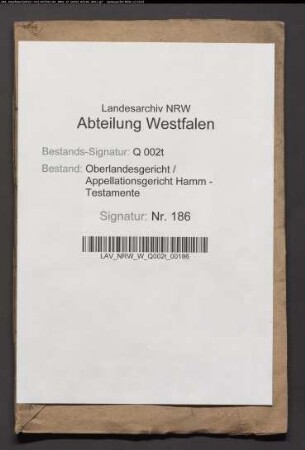 Landesarchiv NRW
Abteilung Westfalen
Bestands-Signatur: Q 002t
Bestand: Oberlandesgericht /
Appellationsgericht Hamm -
Testamente
Signatur: Nr. 186
LAV_NRW_W_Q002t_00186